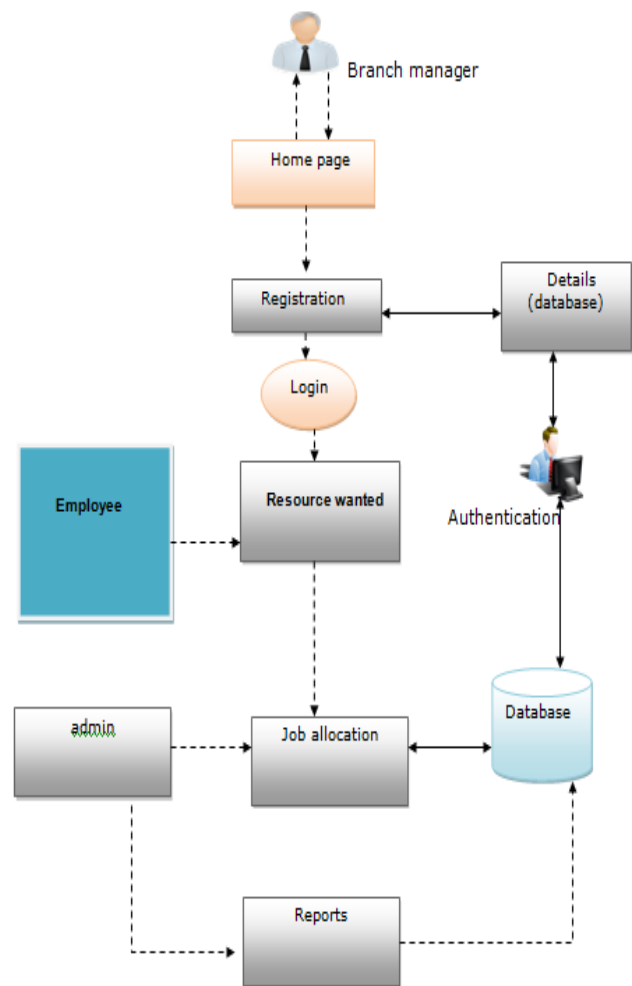 Branch manager
Home page
Registration
Details
(database)
Login
Employee
Resource wanted
Authentication
admin
Job allocation
Database
Reports